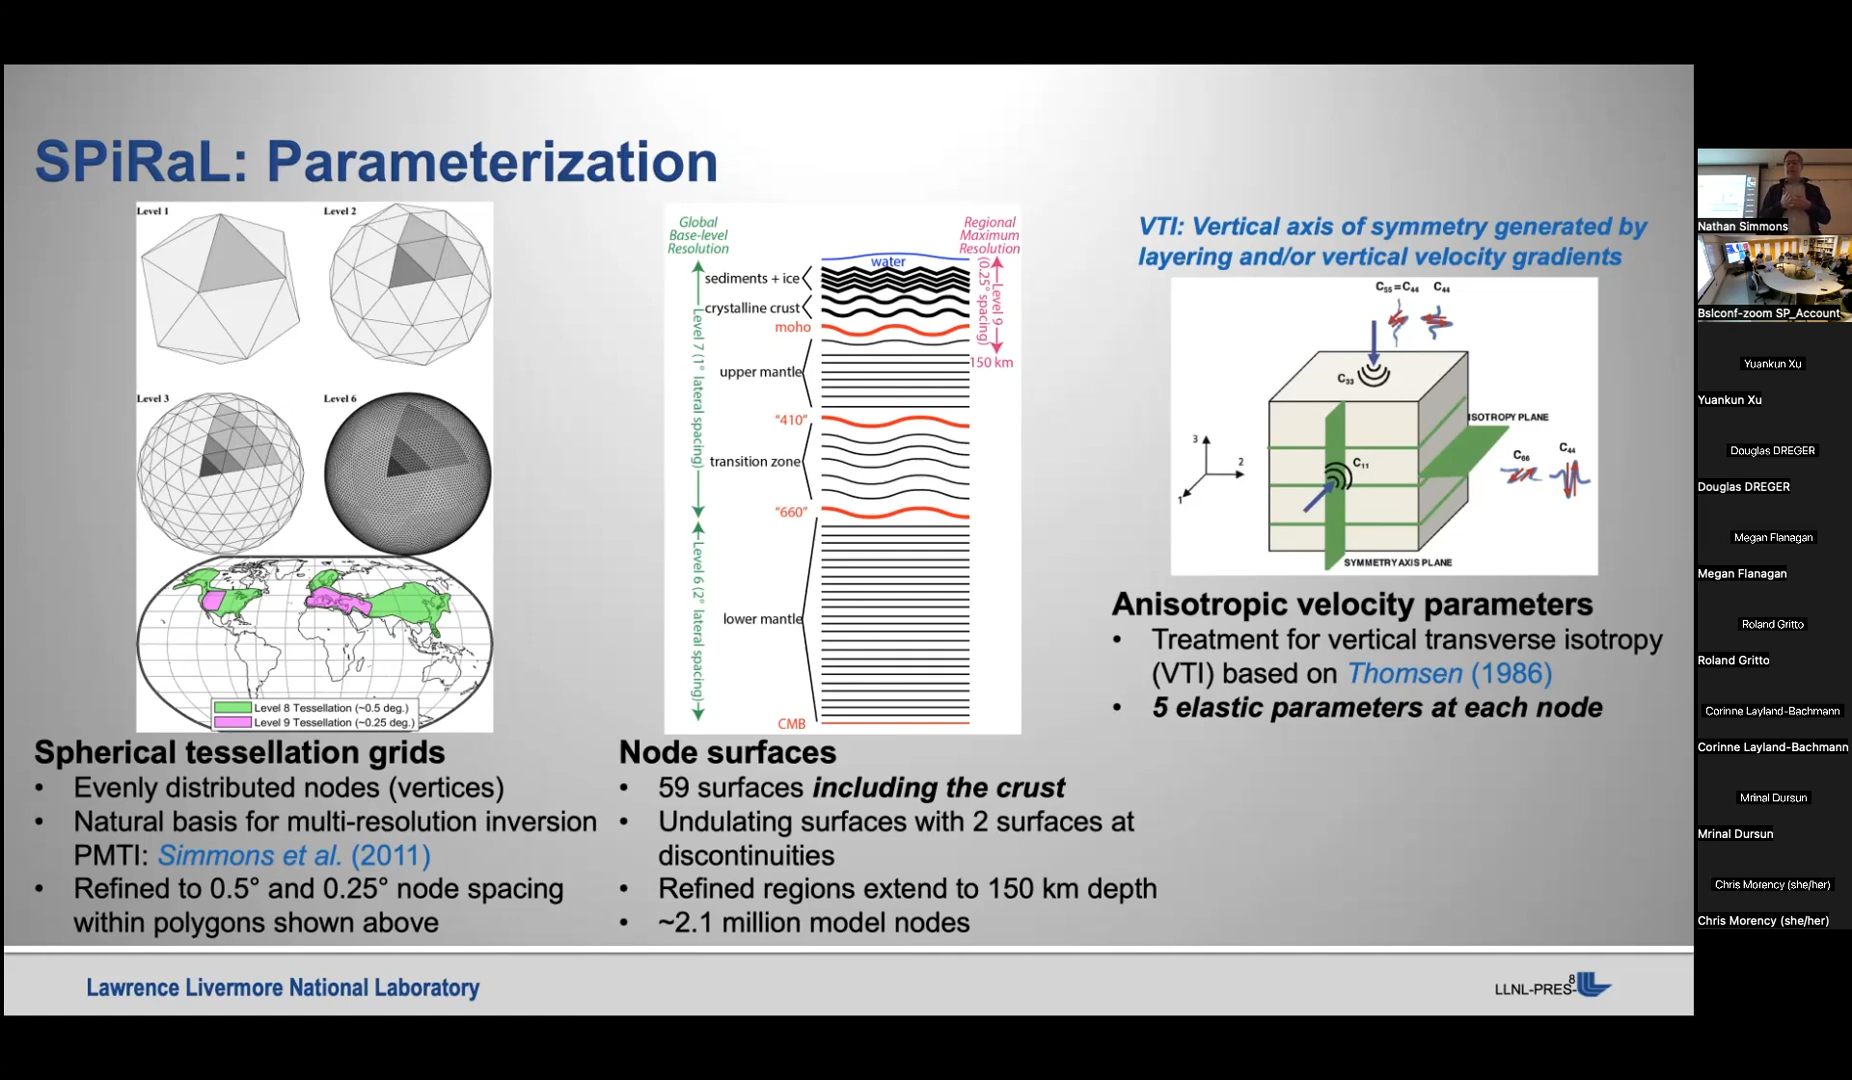 SPiRaL: Parameterization
Level 1
Level 2
Level 3
Level 6
Level 8 Tessellation (~0.5 deg.)
Level 9 Tessellation (~0.25 deg.)
Spherical tessellation grids
• Evenly distributed nodes (vertices)
• Natural basis for multi-resolution inversion
PMTI: Simmons et al. (2011)
• Refined to 0.5° and 0.25° node spacing
within polygons shown above
Global
Base-level
Resolution
Regional
Maximum
Resolution
water
sediments + ice
crystalline crust
moho
upper mantle
"410"
transition zone
"660"
lower mantle
CMB
Level 7 (1° lateral spacing)
Level 6 (2° lateral spacing)
Level 9
(0.25° spacing)
150 km
Node surfaces
• 59 surfaces including the crust
• Undulating surfaces with 2 surfaces at
discontinuities
• Refined regions extend to 150 km depth
• ~2.1 million model nodes
VTI: Vertical axis of symmetry generated by
layering and/or vertical velocity gradients
C55=C44 C44
C33
ISOTROPY PLANE
C11
C66
C44
3
2
1
SYMMETRY AXIS PLANE
Anisotropic velocity parameters
• Treatment for vertical transverse isotropy
(VTI) based on Thomsen (1986)
• 5 elastic parameters at each node
Lawrence Livermore National Laboratory
LLNL-PRES-
8
Nathan Simmons
Bslconf-zoom SP_Account
Yuankun Xu
Yuankun Xu
Douglas DREGER
Douglas DREGER
Megan Flanagan
Megan Flanagan
Roland Gritto
Roland Gritto
Corinne Layland-Bachmann
Corinne Layland-Bachmann
Mrinal Dursun
Mrinal Dursun
Chris Morency (she/her)
Chris Morency (she/her)